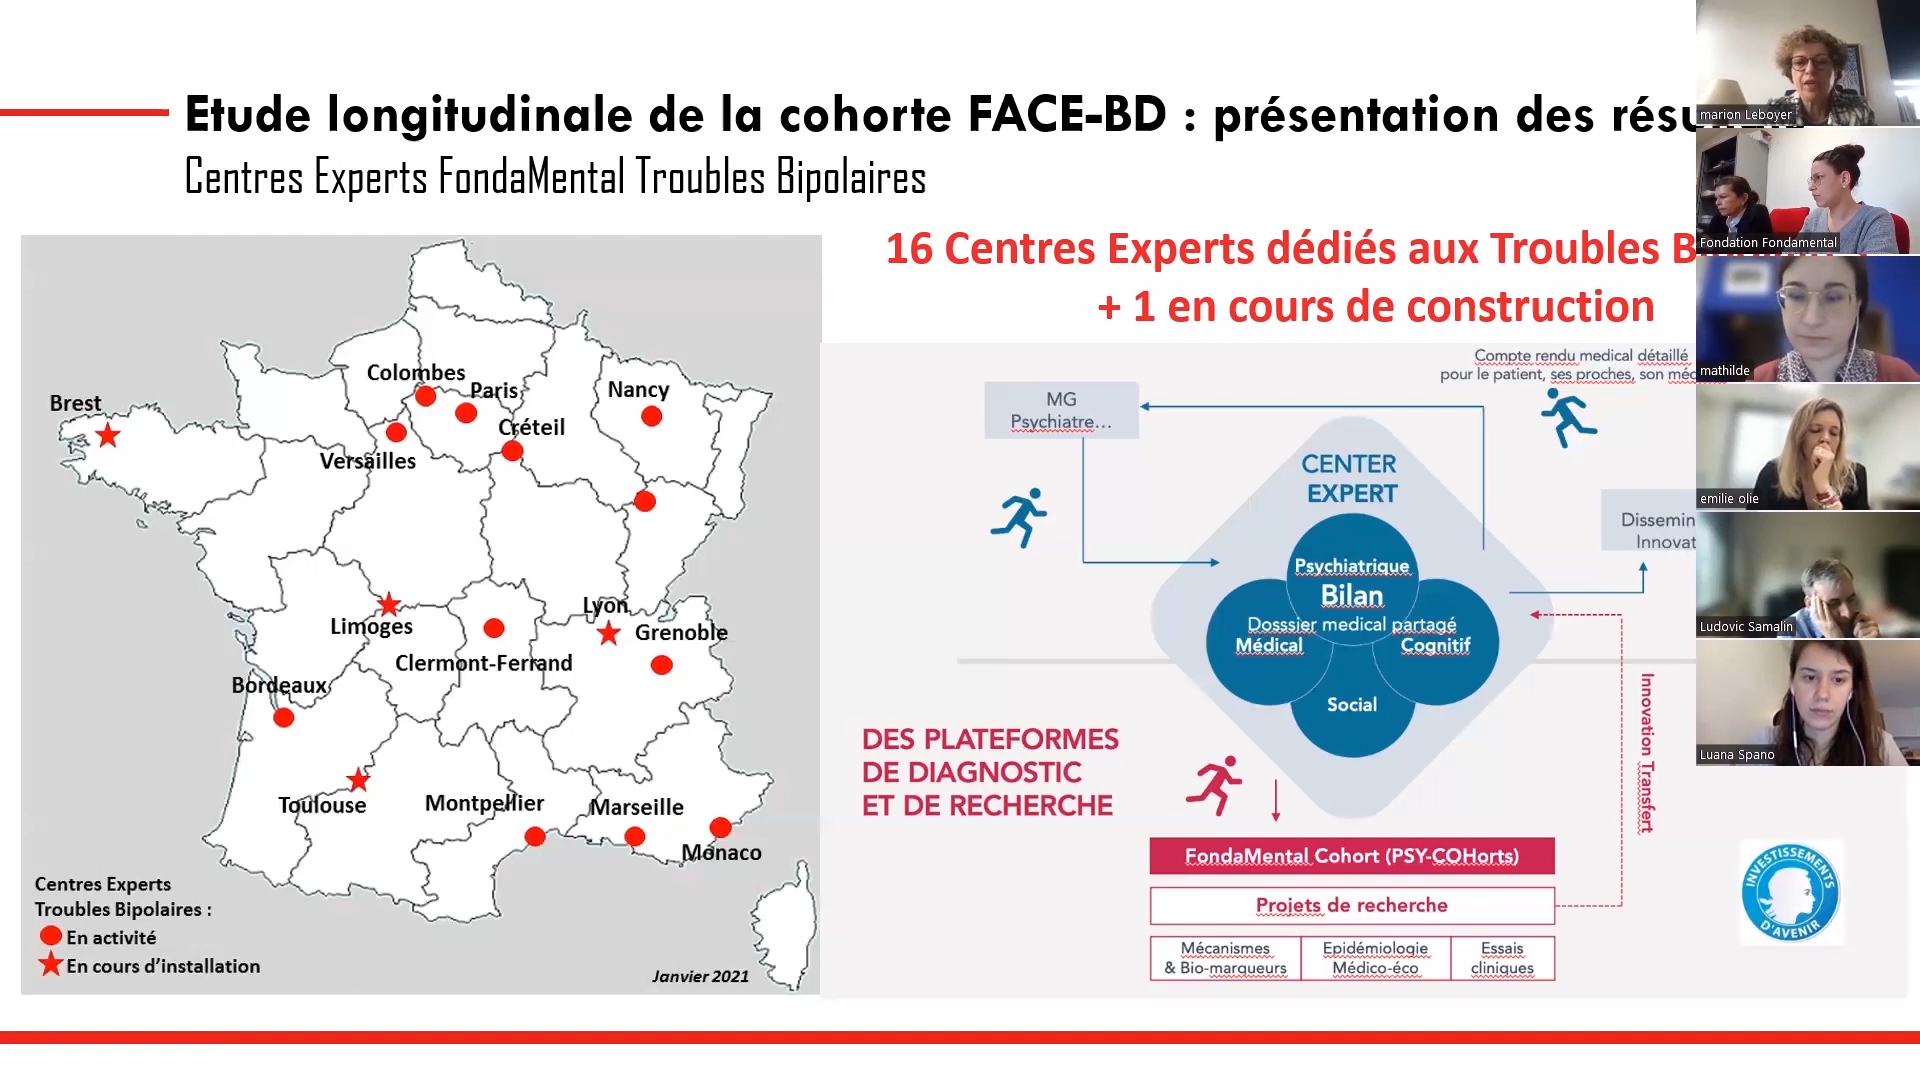 Etude longitudinale de la cohorte FACE-BD : présentation des
Centres Experts FondaMental Troubles Bipolaires
16 Centres Experts dédiés aux Troubles
+ 1 en cours de construction
Colombes
Paris
Nancy
Brest
Créteil
Versailles
Lyon
Limoges
Grenoble
Clermont-Ferrand
Bordeaux
Toulouse
Montpellier
Marseille
Monaco
Centres Experts
Troubles Bipolaires :
En activité
En cours d'installation
Janvier 2021
Compte rendu medical détaillé
pour le patient, ses proches, son
MG
Psychiatre...
CENTER
EXPERT
Psychiatrique
Bilan
Dosssier medical partagé
Médical
Cognitif
Social
Innovation Transfert
DES PLATEFORMES
DE DIAGNOSTIC
ET DE RECHERCHE
FondaMental Cohort (PSY-COHorts)
Projets de recherche
Mécanismes
& Bio-marqueurs
Epidémiologie
Médico-éco
Essais
cliniques
INVESTISSEMENTS
D'AVENIR
marion Leboyer
Fondation Fondamental
mathilde
emilie olie
Ludovic Samalin
Luana Spano